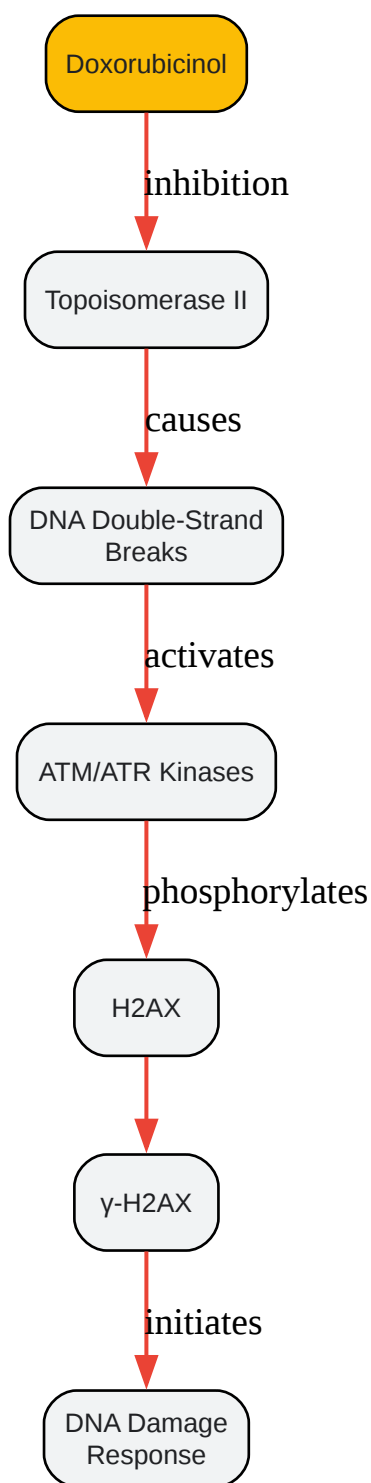 Doxorubicinol
inhibition
Topoisomerase II
causes
DNA Double-Strand
Breaks
activates
ATM/ATR Kinases
phosphorylates
H2AX
γ-H2AX
initiates
DNA Damage
Response